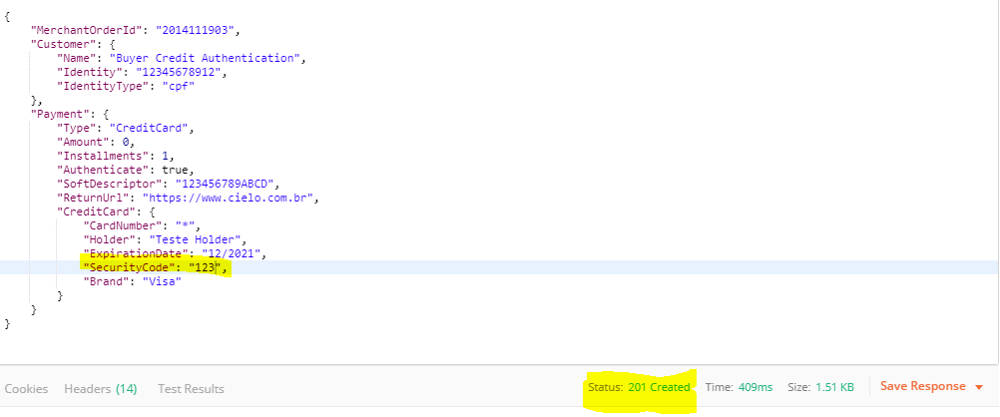 {
"MerchantOrderId": "2014111903",
"Customer": {
"Name": "Buyer Credit Authentication",
"Identity": "12345678912",
"IdentityType": "cpf"
},
"Payment": {
"Type": "CreditCard",
"Amount": 0,
"Installments": 1,
"Authenticate": true,
"SoftDescriptor": "123456789ABCD",
"ReturnUrl": "https://www.cielo.com.br",
"CreditCard": {
"CardNumber": "*",
"Holder": "Teste Holder",
"ExpirationDate": "12/2021",
"SecurityCode": "123",
"Brand": "Visa"
}
}
}
Cookies Headers (14) Test Results Status: 201 Created Time: 409ms Size: 1.51 KB Save Response